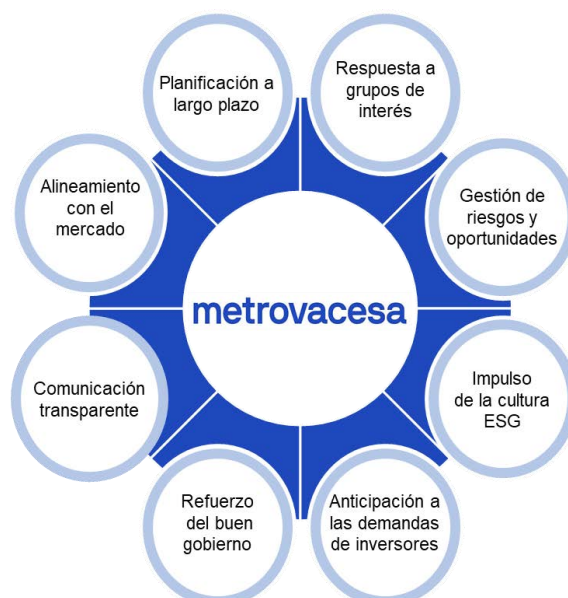 Planificación a
largo plazo
Respuesta a
grupos de
interés
Alineamiento
con el
mercado
Gestión de
riesgos y
oportunidades
metrovacesa
Comunicación
transparente
Impulso
de la cultura
ESG
Refuerzo
del buen
gobierno
Anticipación a
las demandas
de inversores